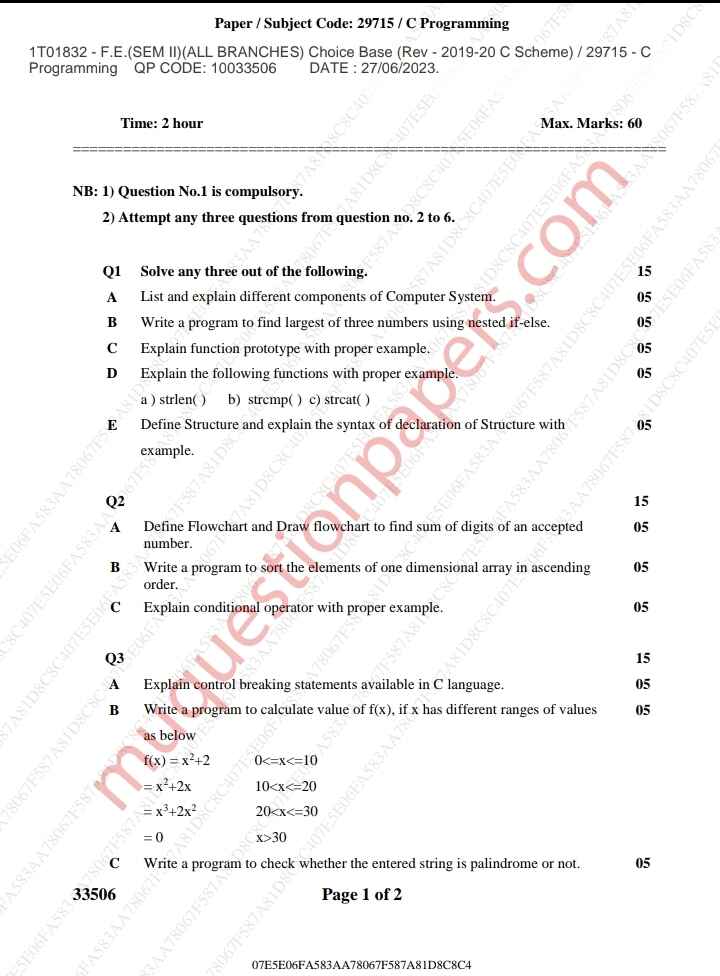 Paper / Subject Code: 29715 / C Programming
1T01832 - F.E.(SEM II)(ALL BRANCHES) Choice Base (Rev - 2019-20 C Scheme) / 29715 - C
Programming QP CODE: 10033506 DATE : 27/06/2023.
Time: 2 hour Max. Marks: 60
NB: 1) Question No.1 is compulsory.
2) Attempt any three questions from question no. 2 to 6.
Q1 Solve any three out of the following. 15
A List and explain different components of Computer System. 05
B Write a program to find largest of three numbers using nested if-else. 05
C Explain function prototype with proper example. 05
D Explain the following functions with proper example. 05
a ) strlen( ) b) strcmp( ) c) strcat( )
E Define Structure and explain the syntax of declaration of Structure with 05
example.
Q2 15
A Define Flowchart and Draw flowchart to find sum of digits of an accepted 05
number.
B Write a program to sort the elements of one dimensional array in ascending 05
order.
C Explain conditional operator with proper example. 05
Q3 15
A Explain control breaking statements available in C language. 05
B Write a program to calculate value of f(x), if x has different ranges of values 05
as below
f(x) = x²+2 0<=x<=10
= x²+2x 10<x<=20
= x³+2x² 20<x<=30
= 0 x>30
C Write a program to check whether the entered string is palindrome or not. 05
33506 Page 1 of 2
07E5E06FA583AA78067F587A81D8C8C4
muquestionpapers.com